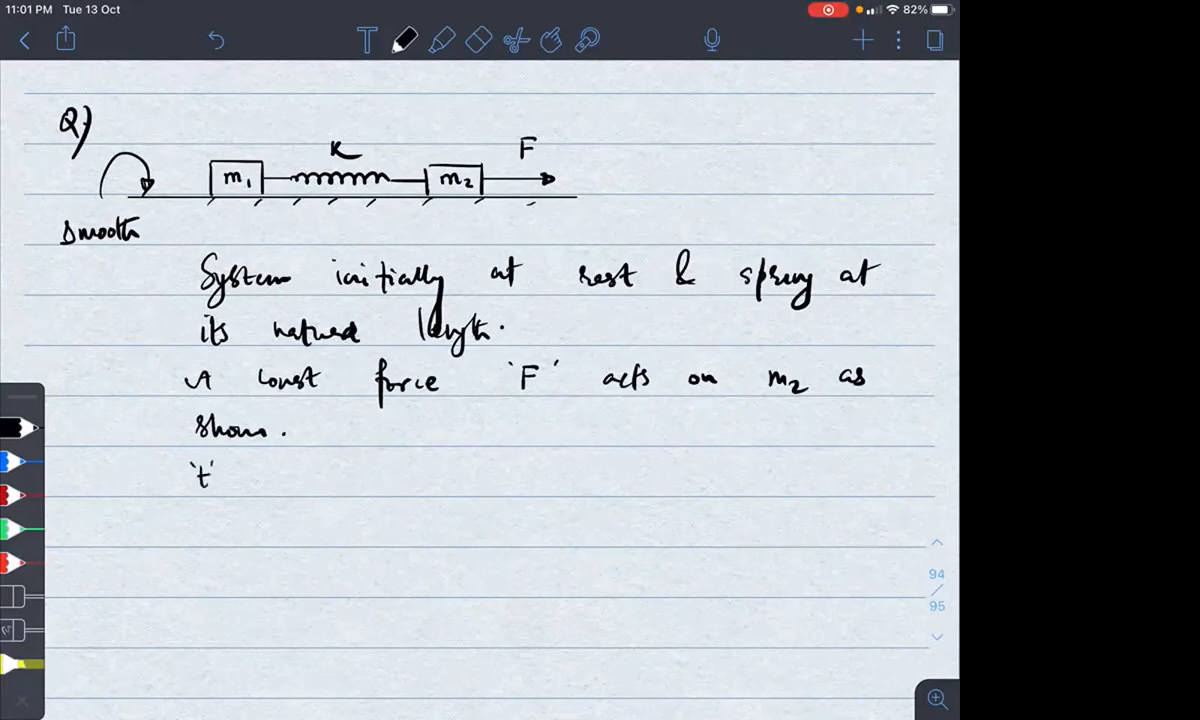 11:01 PM Tue 13 Oct
82%
T
Q)
K
F
m1
m2
Smooth
System initially at rest & spring at
its natural length.
A const force 'F' acts on m2 as
shown.
't'
94
/
95